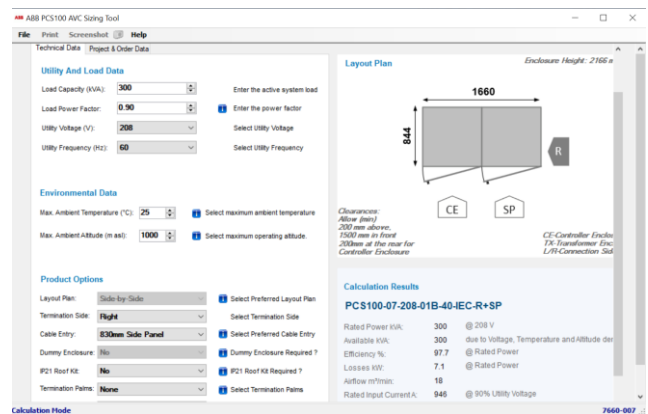 ABB PCS100 AVC Sizing Tool
File Print Screenshot Help
Technical Data Project & Order Data
Utility And Load Data
Load Capacity (kVA): 300 Enter the active system load
Load Power Factor: 0.90 Enter the power factor
Utility Voltage (V): 208 Select Utility Voltage
Utility Frequency (Hz): 60 Select Utility Frequency
Environmental Data
Max. Ambient Temperature (°C): 25 Select maximum ambient temperature
Max. Ambient Altitude (m asl): 1000 Select maximum operating altitude.
Product Options
Layout Plan: Side-by-Side Select Preferred Layout Plan
Termination Side: Right Select Termination Side
Cable Entry: 830mm Side Panel Select Preferred Cable Entry
Dummy Enclosure: No Dummy Enclosure Required ?
IP21 Roof Kit: No IP21 Roof Kit Required ?
Termination Palms: None Select Termination Palms
Layout Plan
Enclosure Height: 2166 m
1660
844
R
CE
SP
Clearances:
Allow (min)
200 mm above,
1500 mm in front
200mm at the rear for
Controller Enclosure
CE-Controller Enclos
TX-Transformer Enc
L/R-Connection Sid
Calculation Results
PCS100-07-208-01B-40-IEC-R+SP
Rated Power kVA: 300 @ 208 V
Available kVA: 300 due to Voltage, Temperature and Altitude der
Efficiency %: 97.7 @ Rated Power
Losses kW: 7.1 @ Rated Power
Airflow m³/min: 18
Rated Input Current A: 946 @ 90% Utility Voltage
Calculation Mode
7660-007